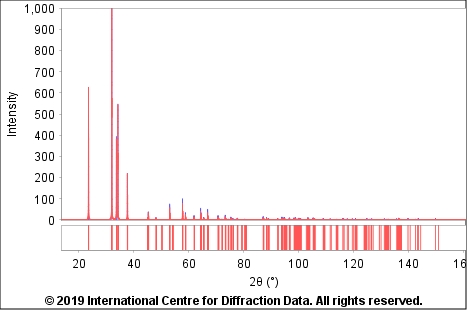 1,000
900
800
700
600
500
400
300
200
100
0
Intensity
20 40 60 80 100 120 140 16
2θ (°)
© 2019 International Centre for Diffraction Data. All rights reserved.